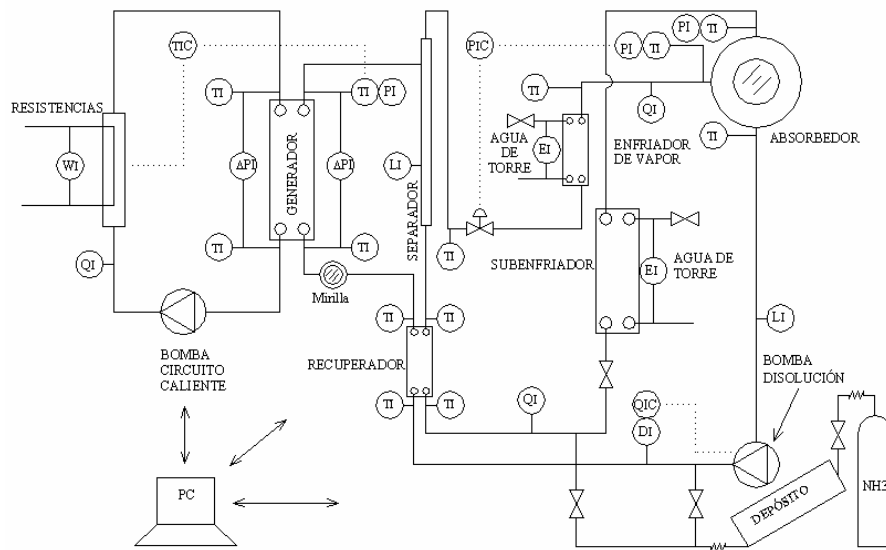 TIC
PIC
PI
TI
PI
TI
TI
TI
PI
TI
QI
RESISTENCIAS
WI
ΔPI
GENERADOR
ΔPI
LI
SEPARADOR
AGUA
DE
TORRE
EI
ENFRIADOR
DE VAPOR
TI
ABSORBEDOR
TI
TI
TI
QI
Mirilla
SUBENFRIADOR
EI
AGUA DE
TORRE
BOMBA
CIRCUITO
CALIENTE
TI
TI
RECUPERADOR
TI
TI
LI
BOMBA
DISOLUCIÓN
QI
QIC
DI
PC
DEPÓSITO
NH3